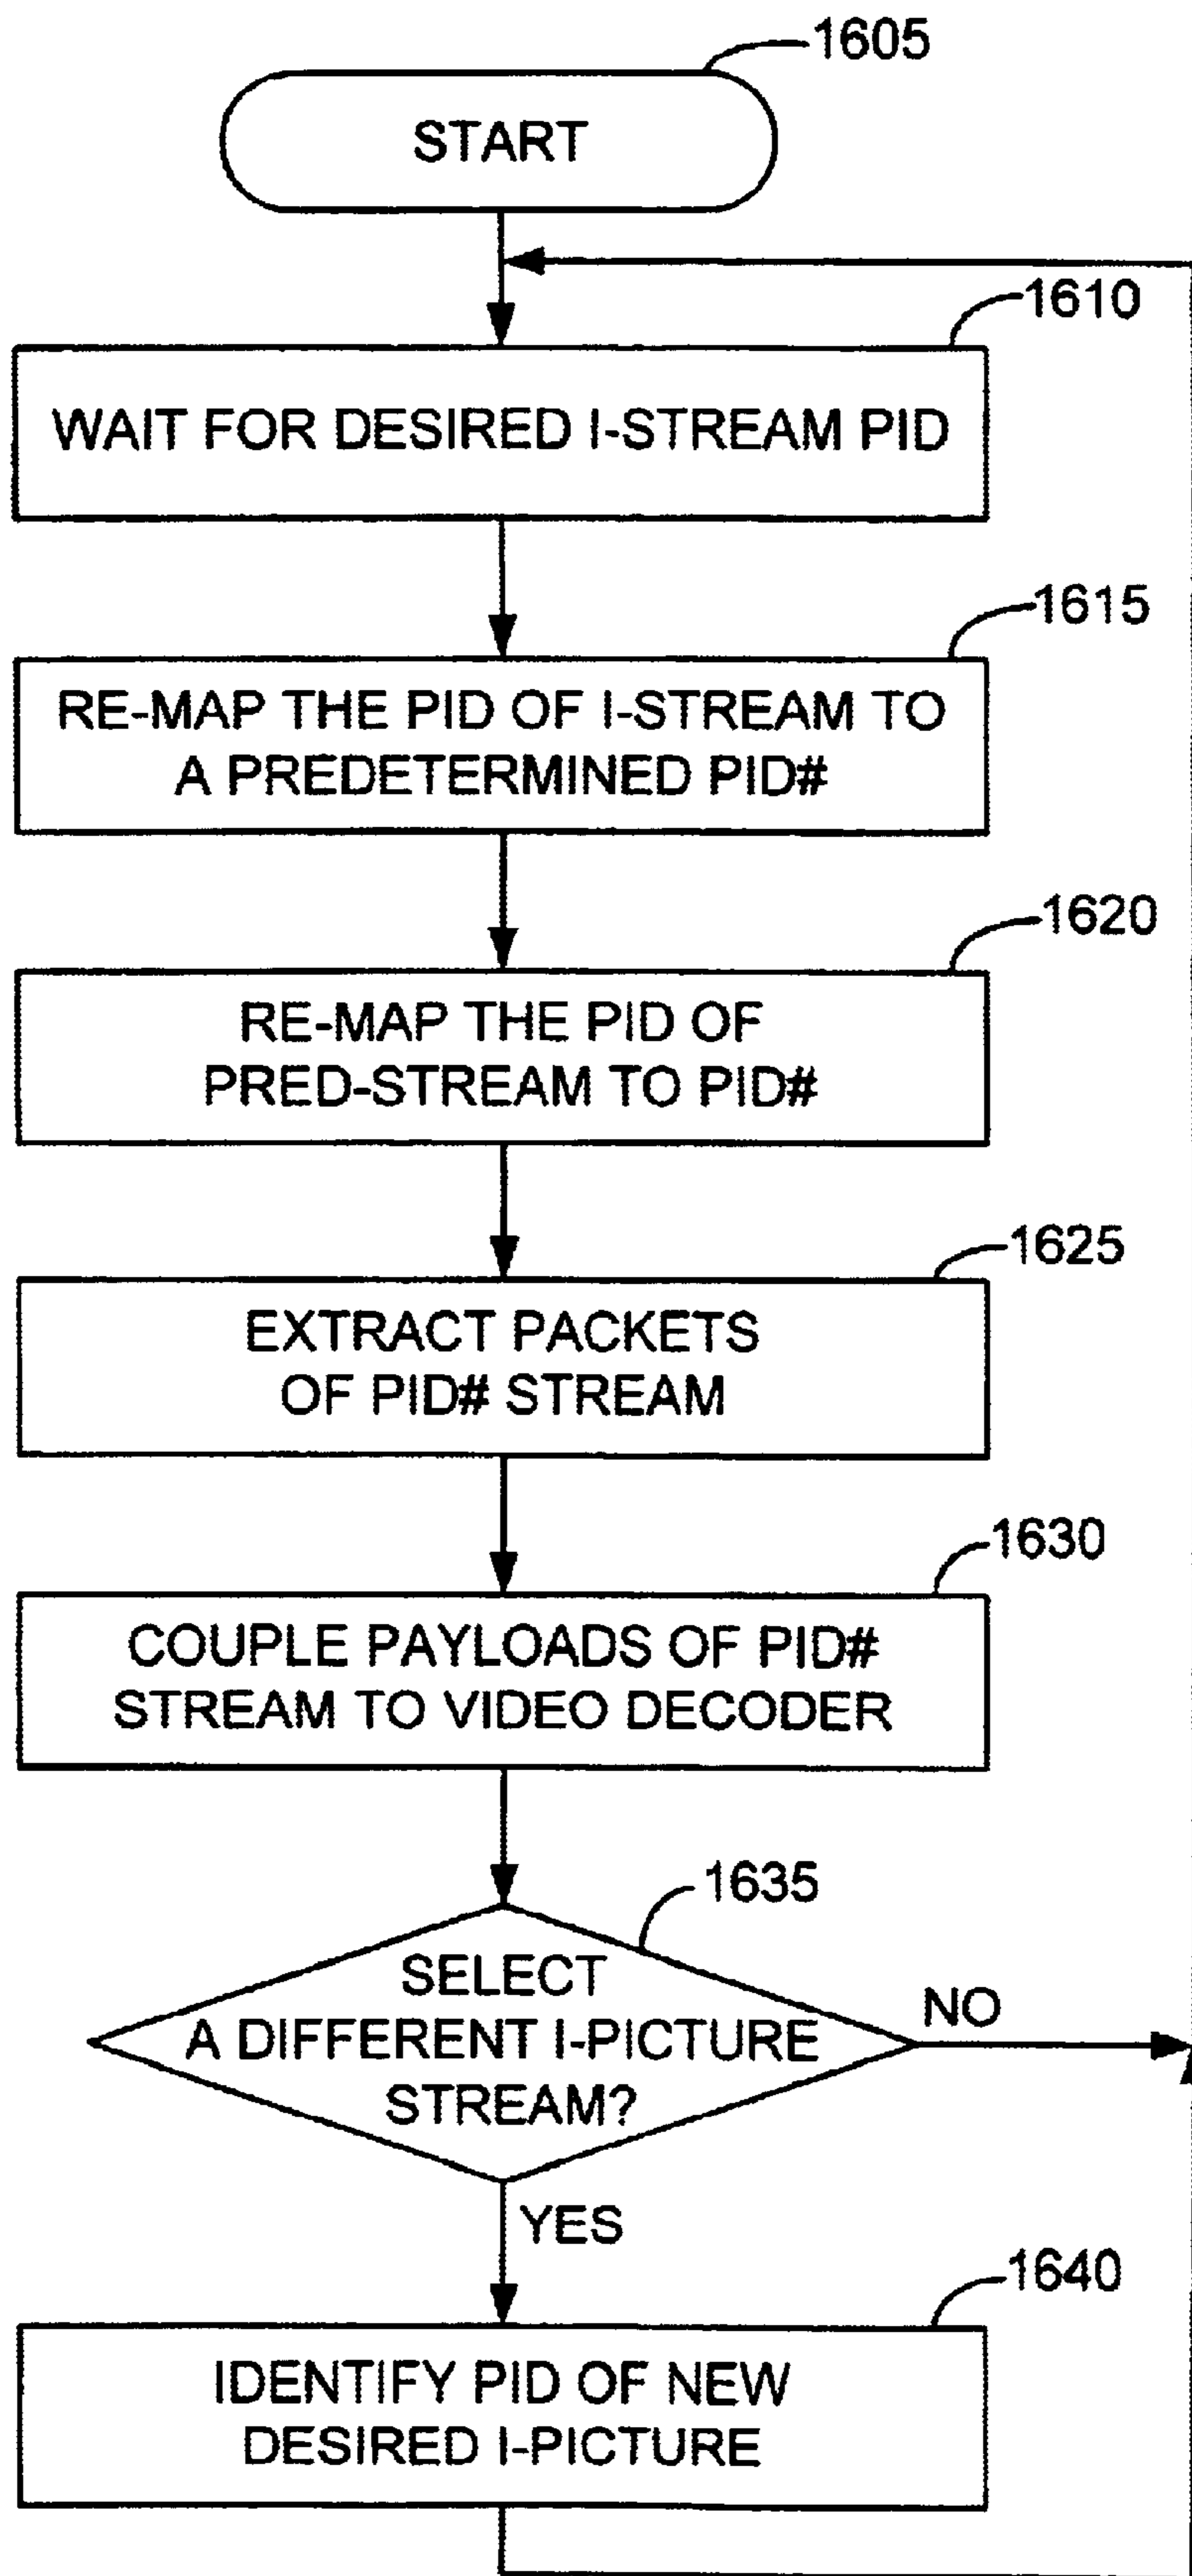 1605
START
1610
WAIT FOR DESIRED I-STREAM PID
1615
RE-MAP THE PID OF I-STREAM TO
A PREDETERMINED PID#
1620
RE-MAP THE PID OF
PRED-STREAM TO PID#
1625
EXTRACT PACKETS
OF PID# STREAM
1630
COUPLE PAYLOADS OF PID#
STREAM TO VIDEO DECODER
1635
SELECT
A DIFFERENT I-PICTURE
STREAM?
NO
YES
1640
IDENTIFY PID OF NEW
DESIRED I-PICTURE